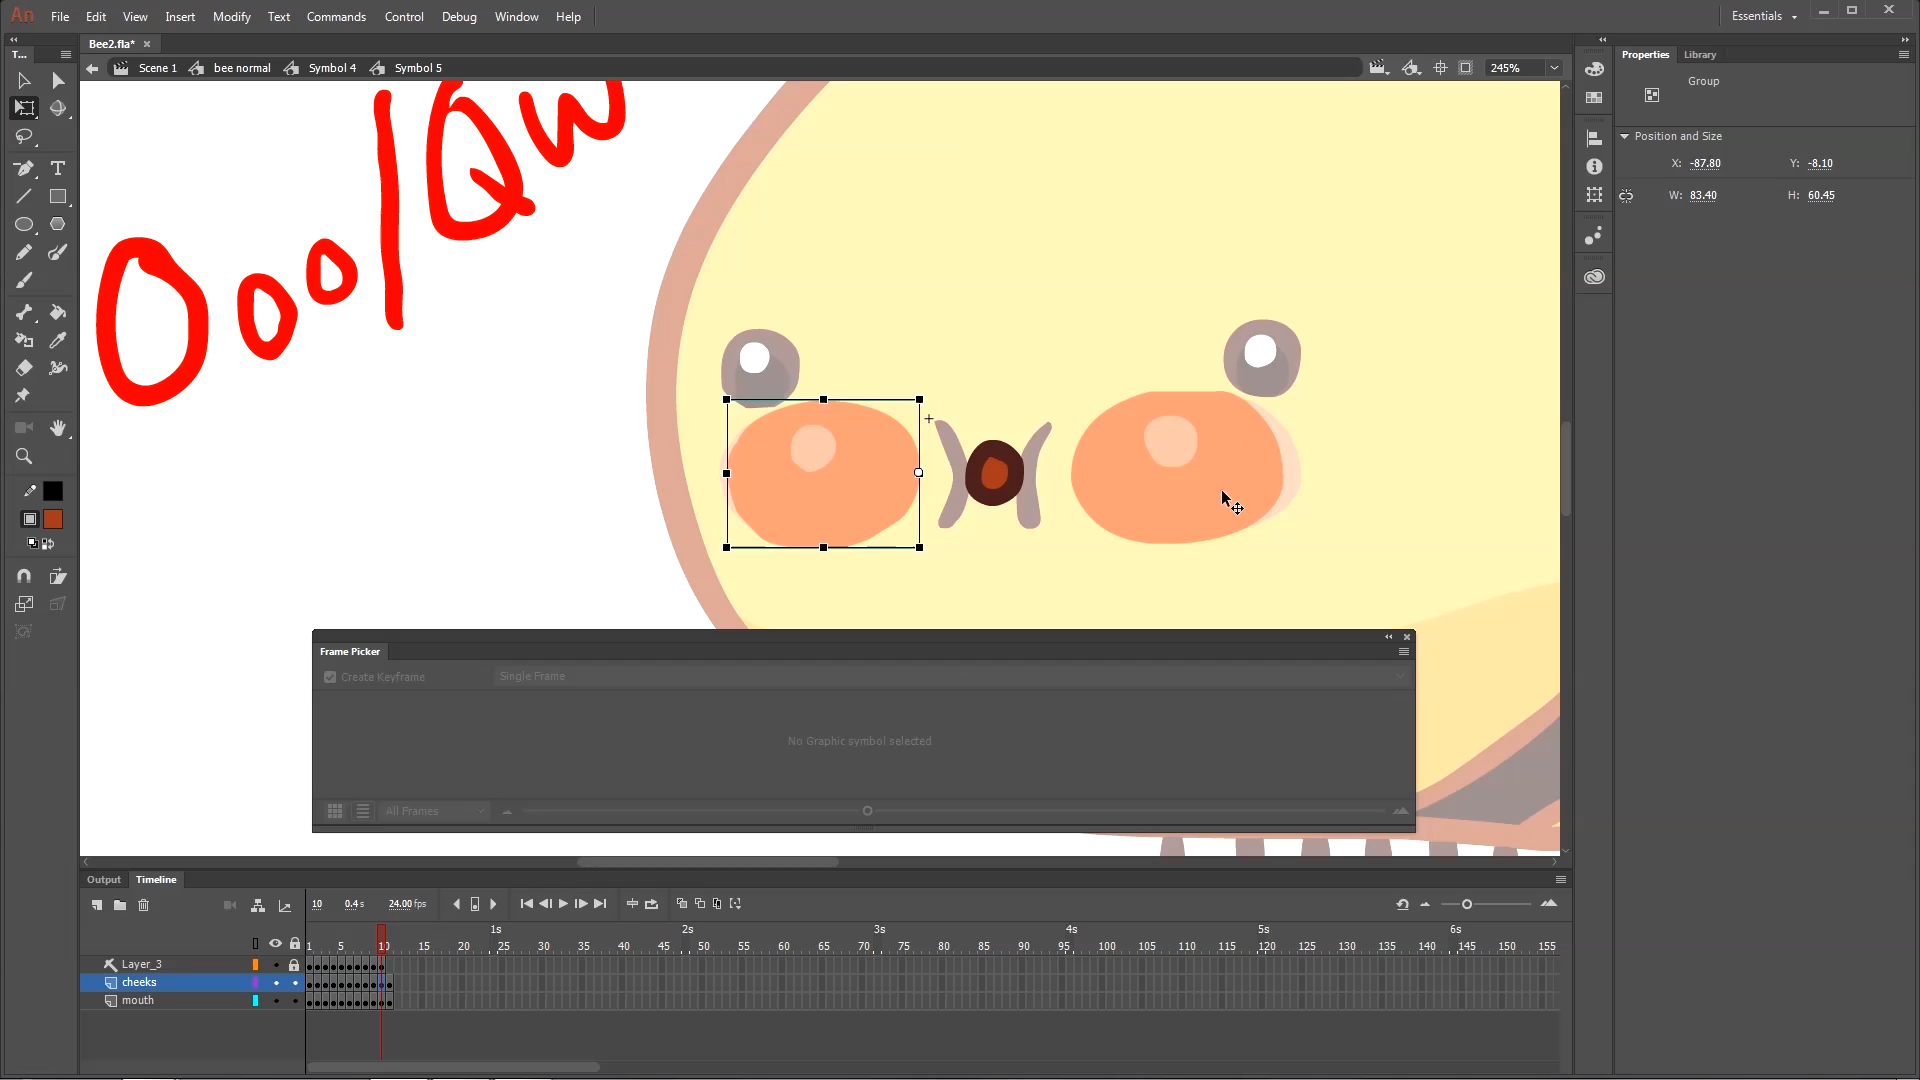 An File Edit View Insert Modify Text Commands Control Debug Window Help Essentials
T... Bee2.fla* Properties Library
Scene 1 bee normal Symbol 4 Symbol 5 245%
Group
Position and Size
X: -87.80 Y: -8.10
W: 83.40 H: 60.45
Ooo/Qw
Frame Picker
Create Keyframe Single Frame
No Graphic symbol selected
All Frames
Output Timeline
10 0.4 s 24.00 fps
1s 2s 3s 4s 5s 6s
1 5 10 15 20 25 30 35 40 45 50 55 60 65 70 75 80 85 90 95 100 105 110 115 120 125 130 135 140 145 150 155
Layer_3
cheeks
mouth